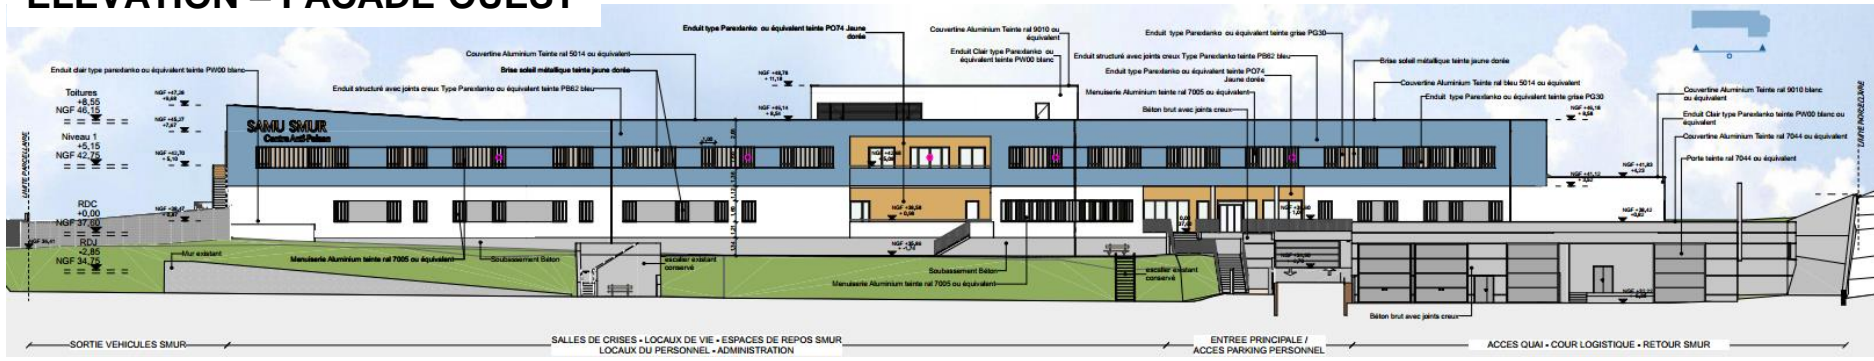 ELEVATION – FACADE OUEST
Enduit type Parexlanko ou équivalent teinte PO74 Jaune
dorée
Couvertine Aluminium Teinte ral 9010 ou
équivalent
Enduit type Parexlanko ou équivalent teinte grise PG30
Couvertine Aluminium Teinte ral 5014 ou équivalent
Enduit Clair type Parexlanko ou
équivalent teinte PW00 blanc
Enduit structuré avec joints creux Type Parexlanko teinte PB62 bleu
Brise soleil métallique teinte jaune dorée
Enduit clair type parexlanko ou équivalent teinte PW00 blanc
Brise soleil métallique teinte jaune dorée
Enduit type Parexlanko ou équivalent teinte PO74
Jaune dorée
Couvertine Aluminium Teinte ral bleu 5014 ou équivalent
Enduit structuré avec joints creux Type Parexlanko ou équivalent teinte PB62 bleu
Menuiserie Aluminium teinte ral 7005 ou équivalent
Couvertine Aluminium Teinte ral 9010 blanc
ou équivalent
Enduit type Parexlanko ou équivalent teinte grise PG30
Béton brut avec joints creux
Enduit Clair type Parexlanko teinte PW00 blanc ou
équivalent
Couvertine Aluminium Teinte ral 7044 ou équivalent
Porte teinte ral 7044 ou équivalent
Toitures
+8,55
NGF 46,15
Niveau 1
+5,15
NGF 42,75
RDC
+0,00
NGF 37,60
RDJ
-2,85
NGF 34,75
LIMITE PARCELLAIRE
LIMITE PARCELLAIRE
SAMU SMUR
Centre Anti-Poison
Mur existant
Menuiserie Aluminium teinte ral 7005 ou équivalent
Soubassement Béton
escalier existant
conservé
Soubassement Béton
Menuiserie Aluminium teinte ral 7005 ou équivalent
escalier existant
conservé
Béton brut avec joints creux
SORTIE VEHICULES SMUR
SALLES DE CRISES - LOCAUX DE VIE - ESPACES DE REPOS SMUR
LOCAUX DU PERSONNEL - ADMINISTRATION
ENTREE PRINCIPALE /
ACCES PARKING PERSONNEL
ACCES QUAI - COUR LOGISTIQUE - RETOUR SMUR